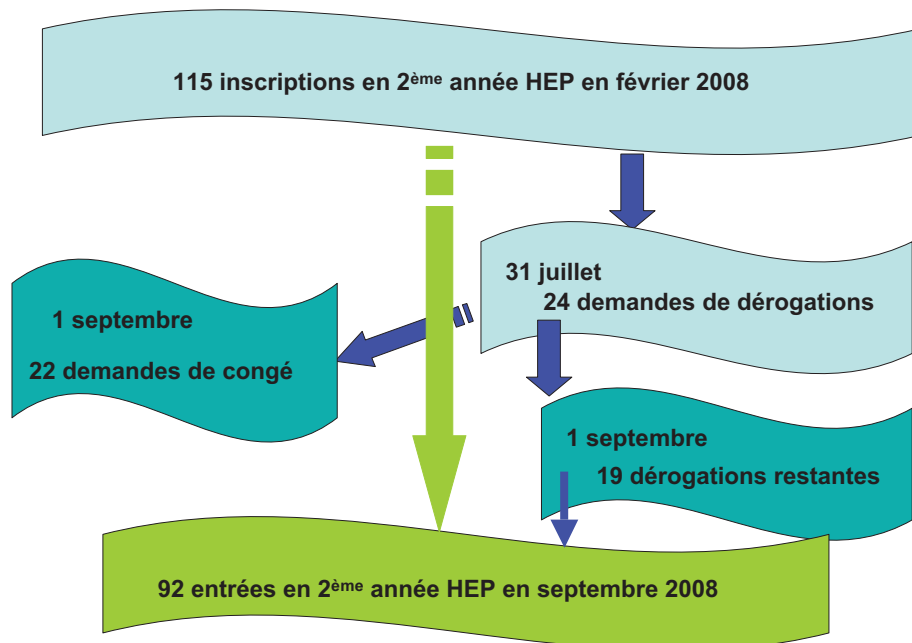 115 inscriptions en 2ème année HEP en février 2008
31 juillet
24 demandes de dérogations
1 septembre
22 demandes de congé
1 septembre
19 dérogations restantes
92 entrées en 2ème année HEP en septembre 2008